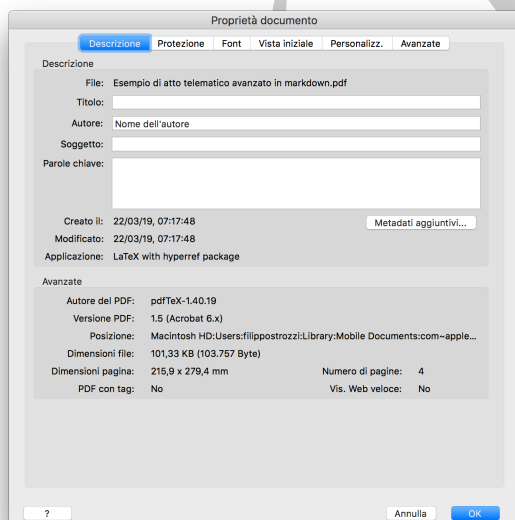 Proprietà documento
Descrizione Protezione Font Vista iniziale Personalizz. Avanzate
Descrizione
File: Esempio di atto telematico avanzato in markdown.pdf
Titolo:
Autore: Nome dell'autore
Soggetto:
Parole chiave:
Creato il: 22/03/19, 07:17:48 Metadati aggiuntivi...
Modificato: 22/03/19, 07:17:48
Applicazione: LaTeX with hyperref package
Avanzate
Autore del PDF: pdfTeX-1.40.19
Versione PDF: 1.5 (Acrobat 6.x)
Posizione: Macintosh HD:Users:filippostrozzi:Library:Mobile Documents:com~apple...
Dimensioni file: 101,33 KB (103.757 Byte)
Dimensioni pagina: 215,9 x 279,4 mm Numero di pagine: 4
PDF con tag: No Vis. Web veloce: No
? Annulla OK